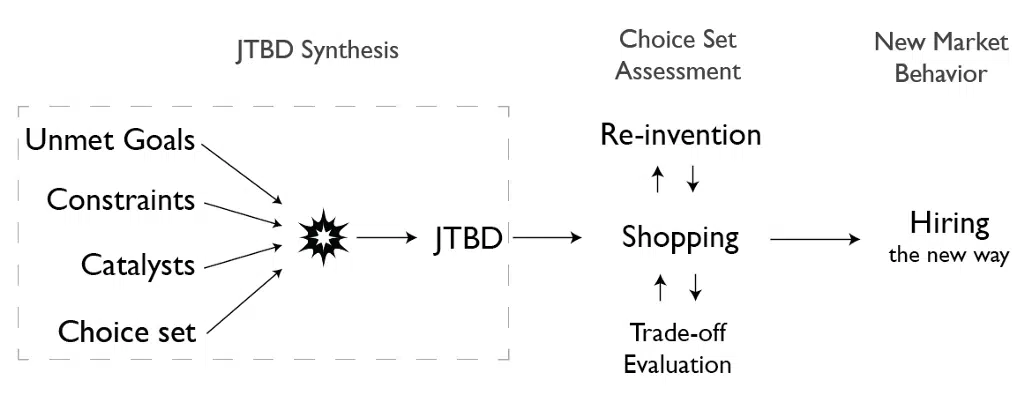 JTBD Synthesis
Choice Set
Assessment
New Market
Behavior
Unmet Goals
Constraints
Catalysts
Choice set
JTBD
Re-invention
Shopping
Trade-off
Evaluation
Hiring
the new way